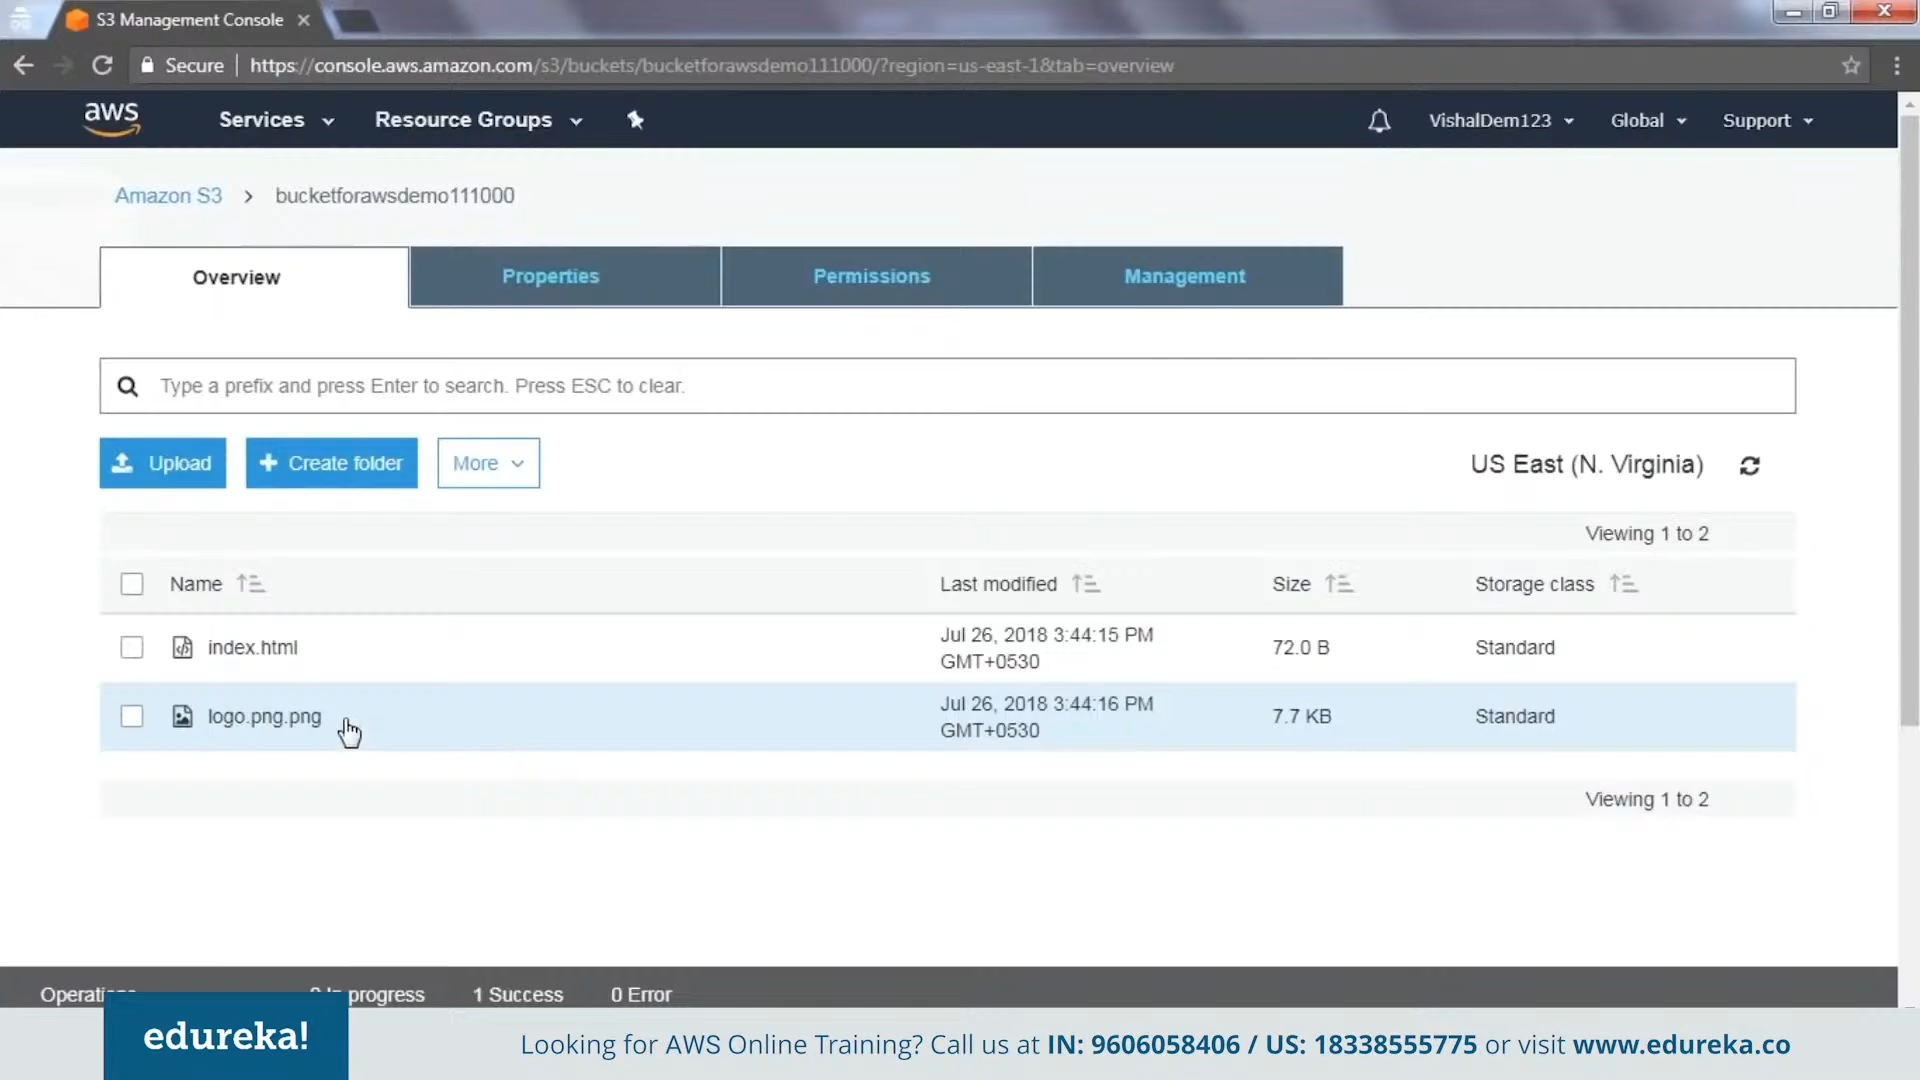 S3 Management Console
Secure | https://console.aws.amazon.com/s3/buckets/bucketforawsdemo111000/?region=us-east-1&tab=overview
aws Services Resource Groups VishalDem123 Global Support
Amazon S3 > bucketforawsdemo111000
Overview Properties Permissions Management
Type a prefix and press Enter to search. Press ESC to clear.
Upload + Create folder More US East (N. Virginia)
Viewing 1 to 2
Name Last modified Size Storage class
index.html Jul 26, 2018 3:44:15 PM GMT+0530 72.0 B Standard
logo.png.png Jul 26, 2018 3:44:16 PM GMT+0530 7.7 KB Standard
Viewing 1 to 2
progress 1 Success 0 Error
edureka!
Looking for AWS Online Training? Call us at IN: 9606058406 / US: 18338555775 or visit www.edureka.co